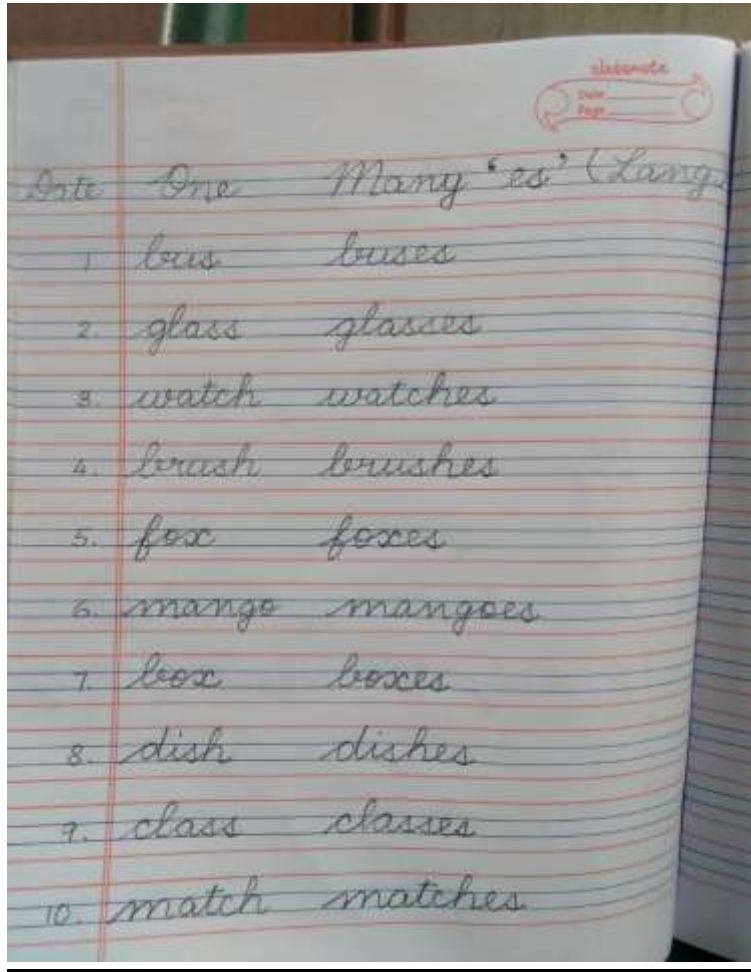 classmate
Date
Page
Date One Many 'es' (Lang
1 bus buses
2. glass glasses
3. watch watches
4. brush brushes
5. fox foxes
6. mango mangoes
7. box boxes
8. dish dishes
9. class classes
10. match matches